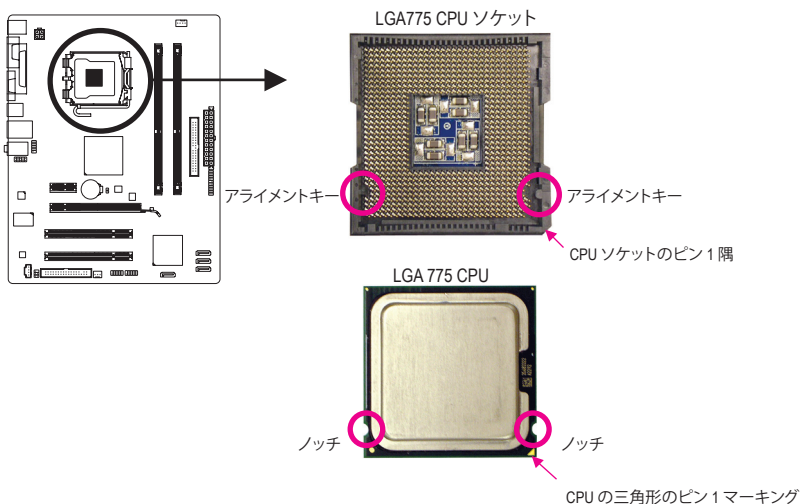 LGA775 CPU ソケット
アライメントキー
アライメントキー
CPU ソケットのピン 1 隅
LGA 775 CPU
ノッチ
ノッチ
CPU の三角形のピン 1 マーキング